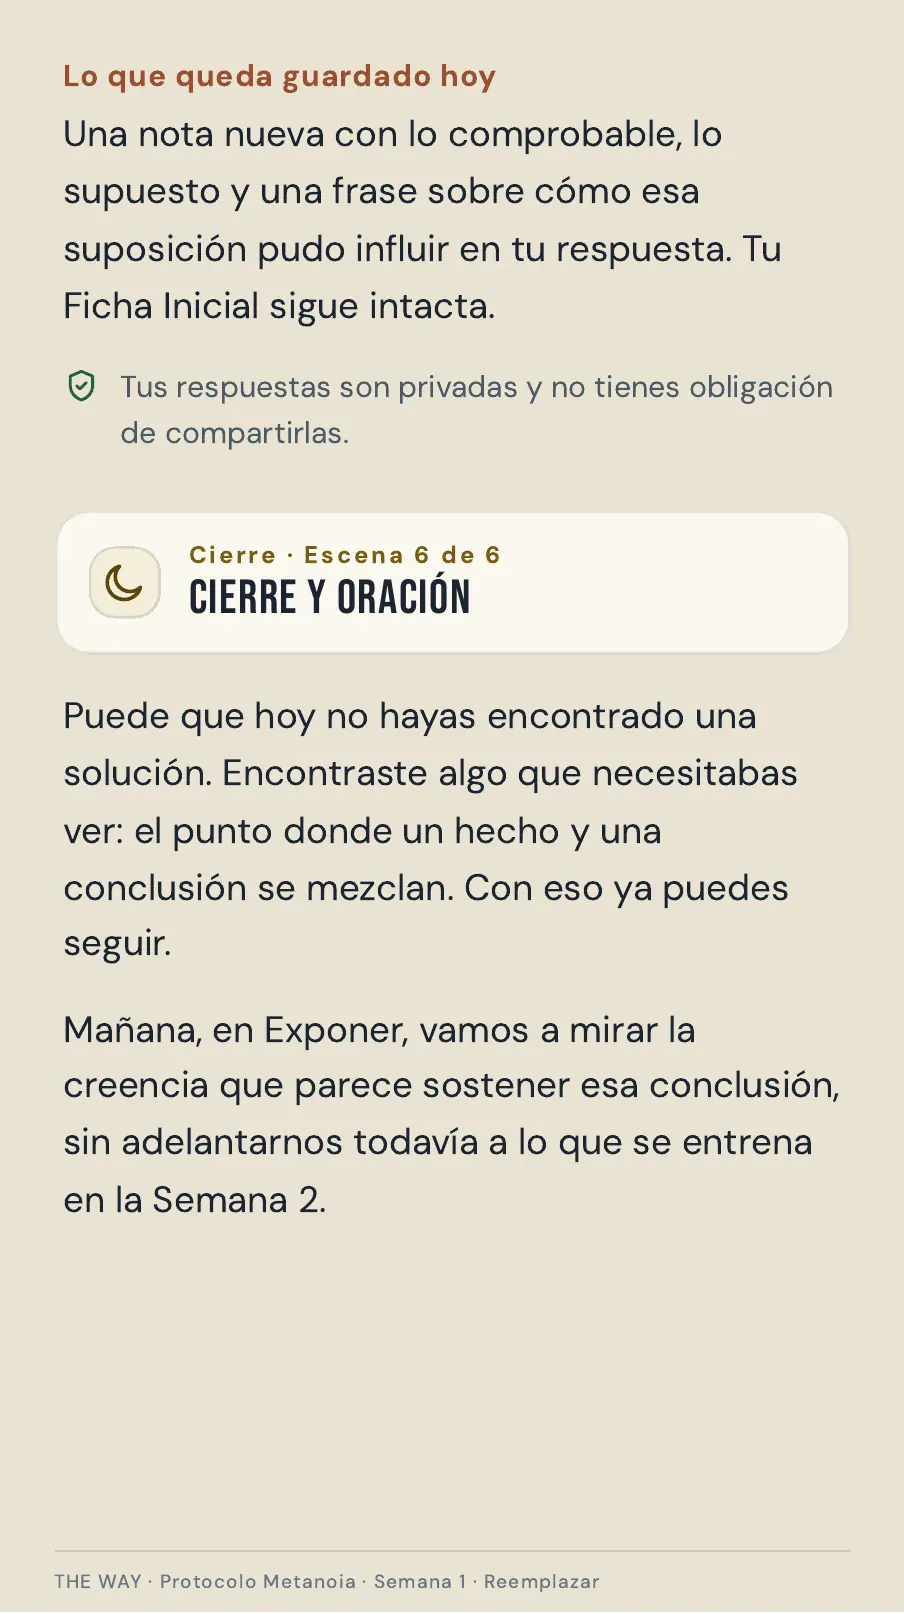 Lo que queda guardado hoy
Una nota nueva con lo comprobable, lo
supuesto y una frase sobre cómo esa
suposición pudo influir en tu respuesta. Tu
Ficha Inicial sigue intacta.
Tus respuestas son privadas y no tienes obligación
de compartirlas.
Cierre · Escena 6 de 6
CIERRE Y ORACIÓN
Puede que hoy no hayas encontrado una
solución. Encontraste algo que necesitabas
ver: el punto donde un hecho y una
conclusión se mezclan. Con eso ya puedes
seguir.
Mañana, en Exponer, vamos a mirar la
creencia que parece sostener esa conclusión,
sin adelantarnos todavía a lo que se entrena
en la Semana 2.
THE WAY · Protocolo Metanoia · Semana 1 · Reemplazar